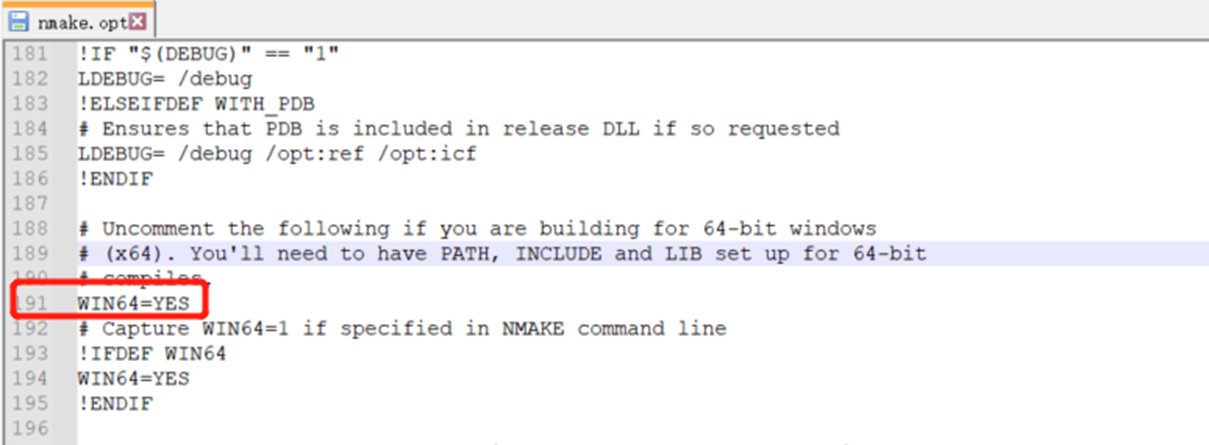 nmake.opt
181 !IF "$(DEBUG)" == "1"
182 LDEBUG= /debug
183 !ELSEIFDEF WITH_PDB
184 # Ensures that PDB is included in release DLL if so requested
185 LDEBUG= /debug /opt:ref /opt:icf
186 !ENDIF
187
188 # Uncomment the following if you are building for 64-bit windows
189 # (x64). You'll need to have PATH, INCLUDE and LIB set up for 64-bit
190 # compiles.
191 WIN64=YES
192 # Capture WIN64=1 if specified in NMAKE command line
193 !IFDEF WIN64
194 WIN64=YES
195 !ENDIF
196